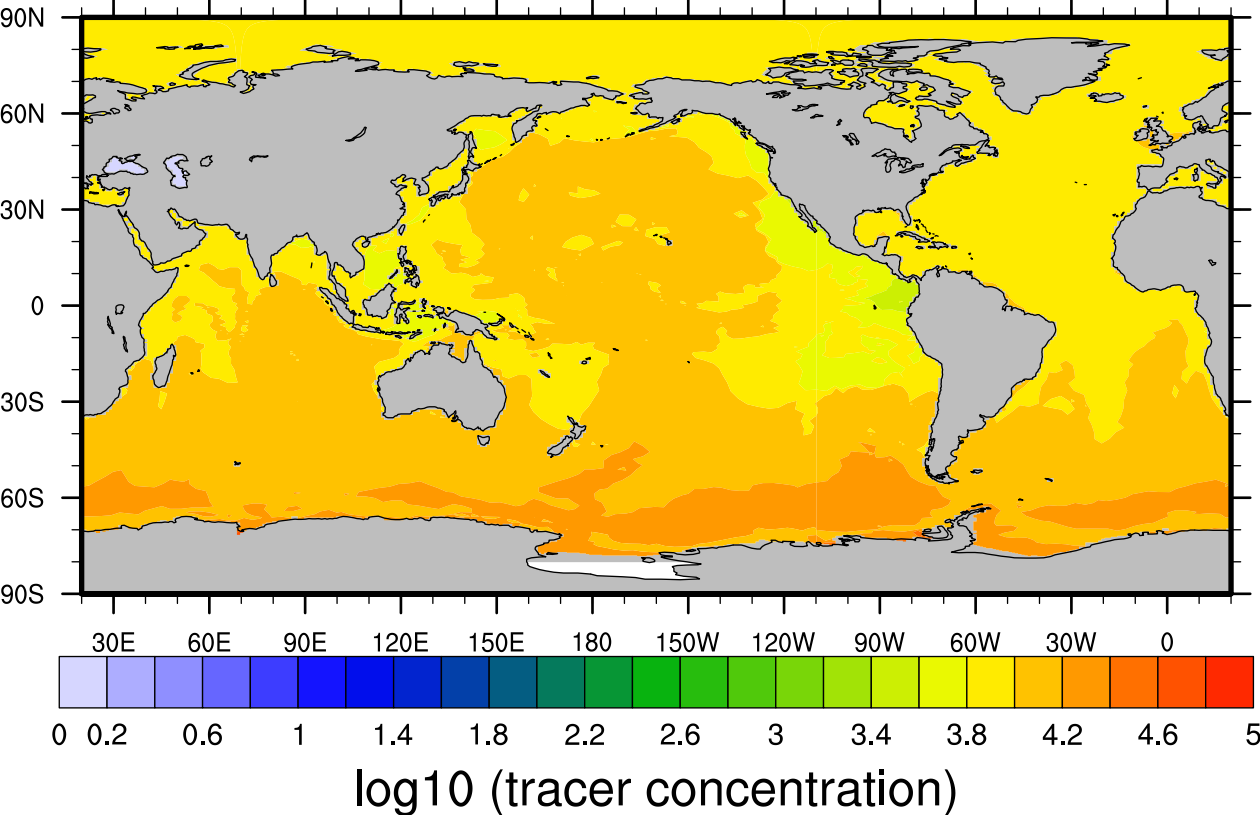 90N
60N
30N
0
30S
60S
90S
30E 60E 90E 120E 150E 180 150W 120W 90W 60W 30W 0
0 0.2 0.6 1 1.4 1.8 2.2 2.6 3 3.4 3.8 4.2 4.6 5
log10 (tracer concentration)